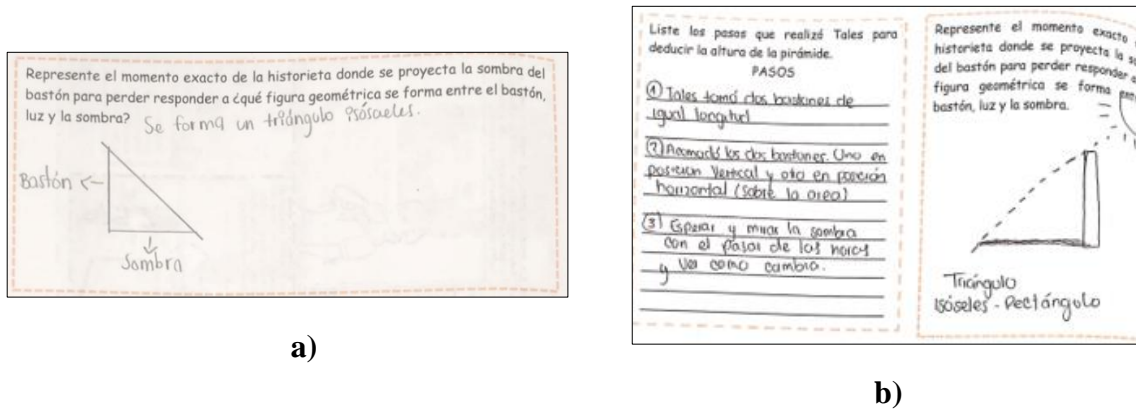 Represente el momento exacto de la historieta donde se proyecta la sombra del
bastón para perder responder a ¿qué figura geométrica se forma entre el bastón,
luz y la sombra? Se forma un triángulo isósceles.
Bastón
Sombra
a)
Liste los pasos que realizó Tales para
deducir la altura de la pirámide.
PASOS
① Tales tomó dos bastones de
igual longitud
② Acomodó los dos bastones. Uno en
posición vertical y oto en posición
horizontal (sobre la area)
③ Esperar y mirar la sombra
con el pasar de las horas
y ver como cambia.
Represente el momento exacto
historieta donde se proyecta la
del bastón para perder responder
figura geométrica se forma
bastón, luz y la sombra.
Triángulo
Isóseles - Rectángulo
b)